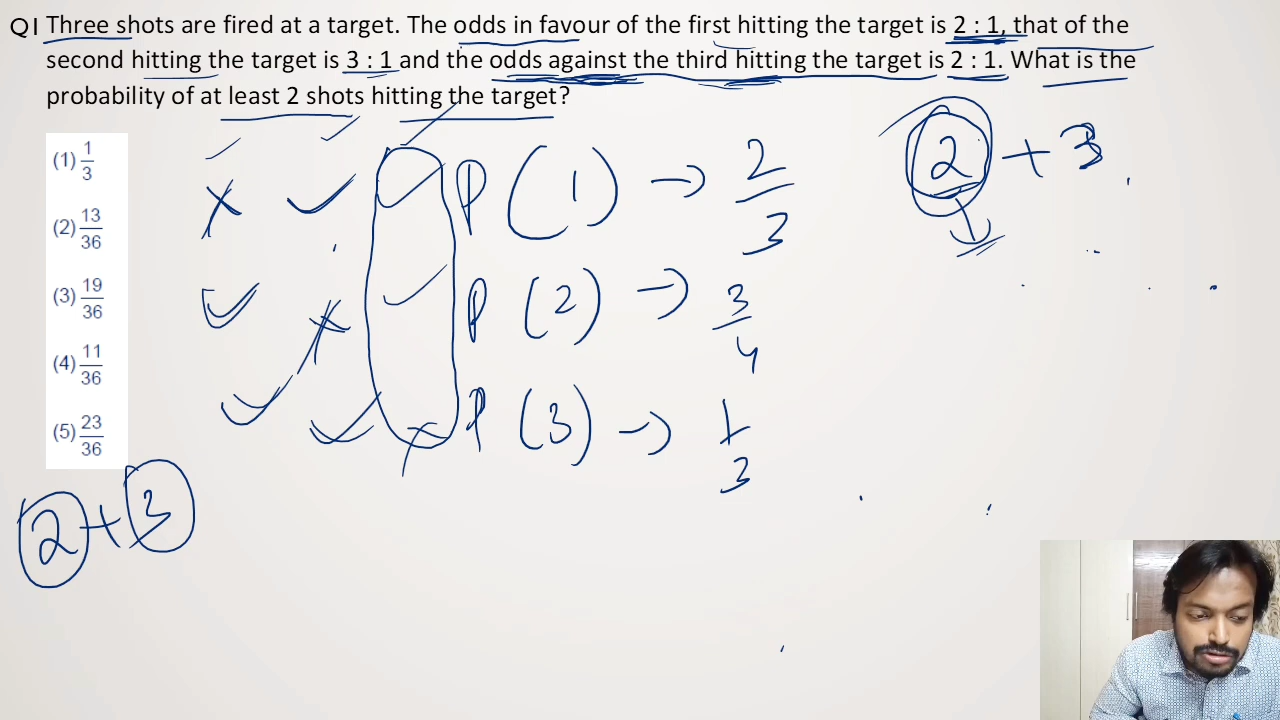 Q1 Three shots are fired at a target. The odds in favour of the first hitting the target is 2 : 1, that of the
second hitting the target is 3 : 1 and the odds against the third hitting the target is 2 : 1. What is the
probability of at least 2 shots hitting the target?
(1) 1/3
(2) 13/36
(3) 19/36
(4) 11/36
(5) 23/36
P (1) → 2/3
P (2) → 3/4
P (3) → 1/3
2 + 3
2 + 3